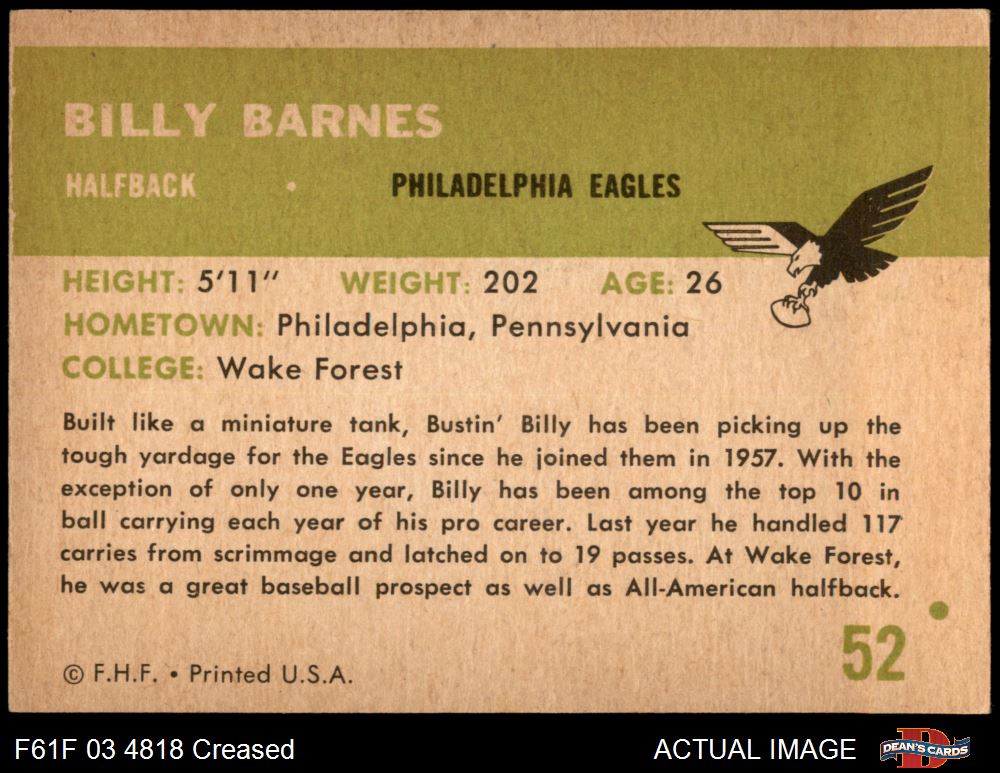 BILLY BARNES
HALFBACK • PHILADELPHIA EAGLES
HEIGHT: 5'11" WEIGHT: 202 AGE: 26
HOMETOWN: Philadelphia, Pennsylvania
COLLEGE: Wake Forest
Built like a miniature tank, Bustin' Billy has been picking up the
tough yardage for the Eagles since he joined them in 1957. With the
exception of only one year, Billy has been among the top 10 in
ball carrying each year of his pro career. Last year he handled 117
carries from scrimmage and latched on to 19 passes. At Wake Forest,
he was a great baseball prospect as well as All-American halfback.
52
© F.H.F. • Printed U.S.A.
F61F 03 4818 Creased
ACTUAL IMAGE
D
DEAN'S CARDS